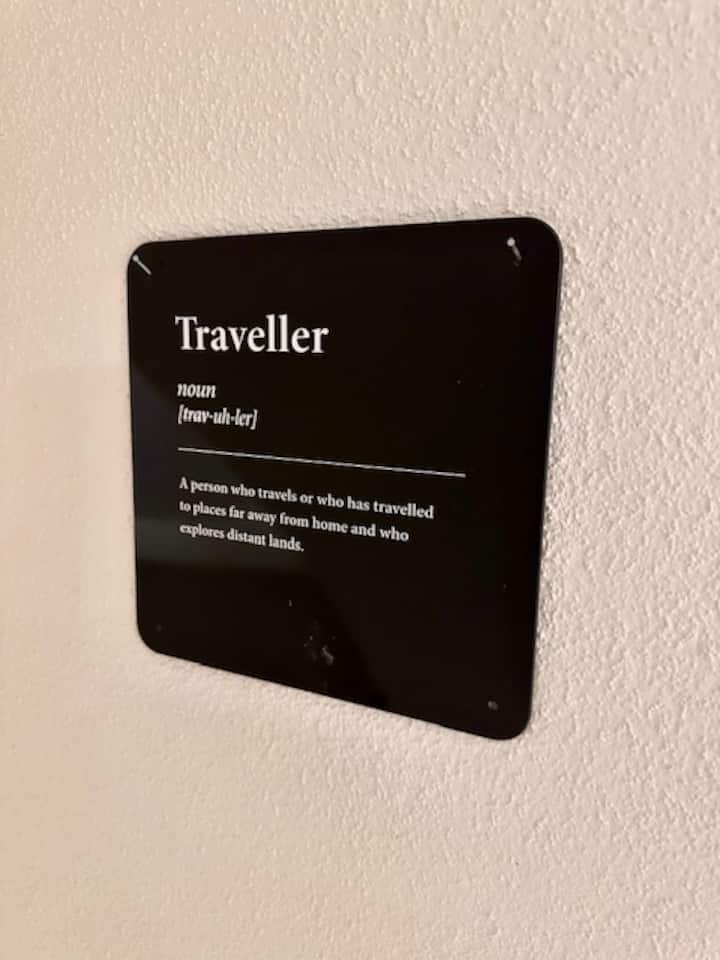 Traveller
noun
[trav-uh-ler]
A person who travels or who has travelled
to places far away from home and who
explores distant lands.